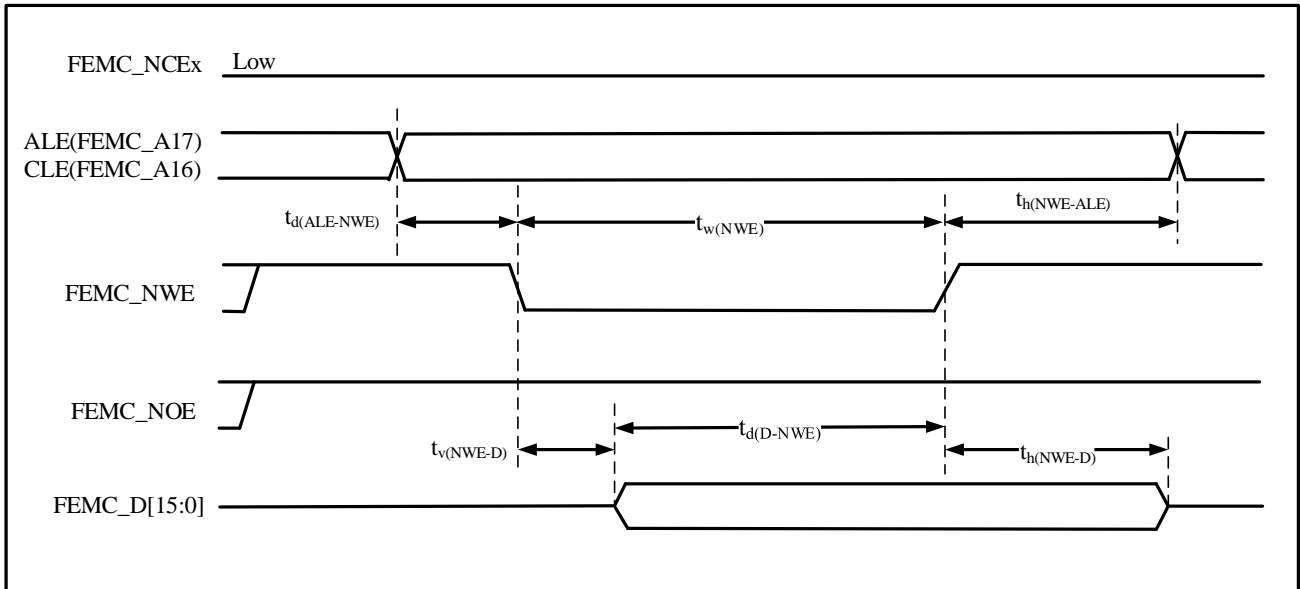 FEMC_NCEx Low
ALE(FEMC_A17)
CLE(FEMC_A16)
td(ALE-NWE) tw(NWE) th(NWE-ALE)
FEMC_NWE
FEMC_NOE
tv(NWE-D) td(D-NWE) th(NWE-D)
FEMC_D[15:0]